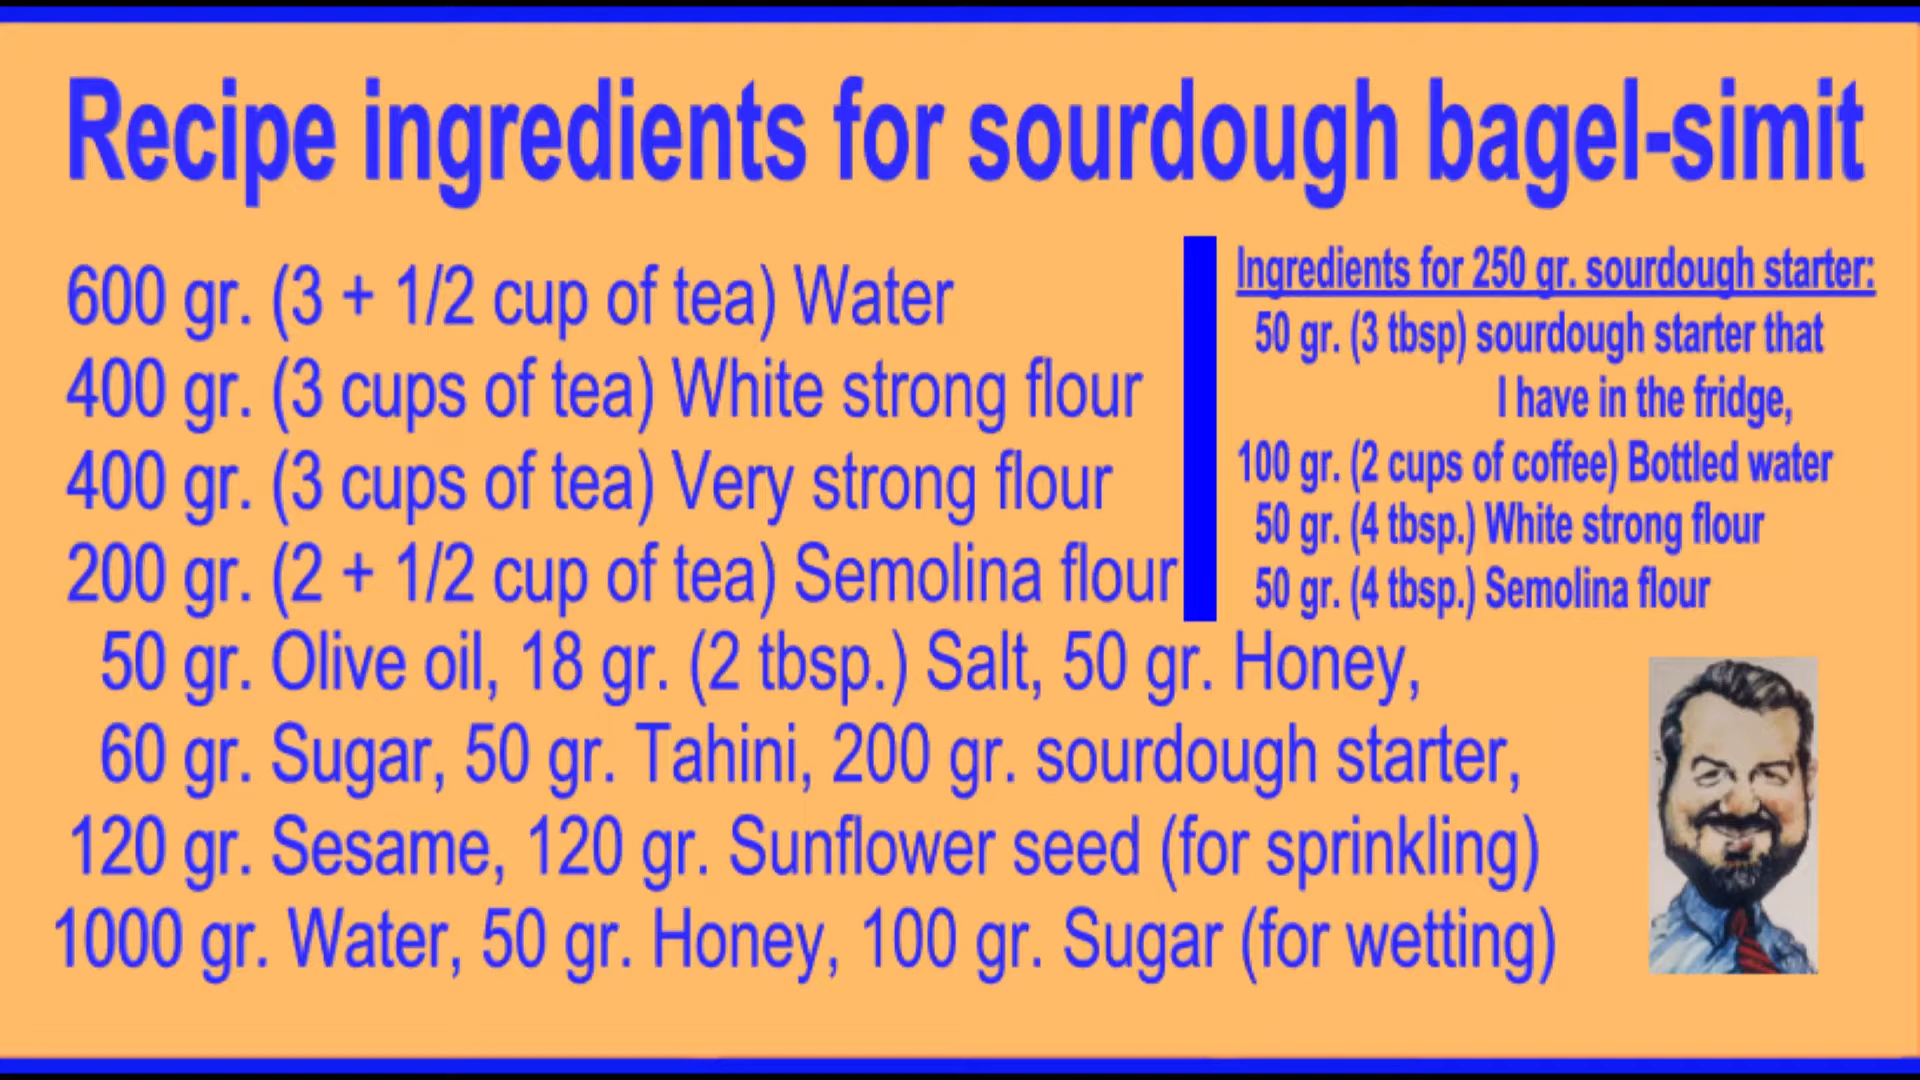 Recipe ingredients for sourdough bagel-simit
600 gr. (3 + 1/2 cup of tea) Water
400 gr. (3 cups of tea) White strong flour
400 gr. (3 cups of tea) Very strong flour
200 gr. (2 + 1/2 cup of tea) Semolina flour
50 gr. Olive oil, 18 gr. (2 tbsp.) Salt, 50 gr. Honey,
60 gr. Sugar, 50 gr. Tahini, 200 gr. sourdough starter,
120 gr. Sesame, 120 gr. Sunflower seed (for sprinkling)
1000 gr. Water, 50 gr. Honey, 100 gr. Sugar (for wetting)
Ingredients for 250 gr. sourdough starter:
50 gr. (3 tbsp) sourdough starter that
I have in the fridge,
100 gr. (2 cups of coffee) Bottled water
50 gr. (4 tbsp.) White strong flour
50 gr. (4 tbsp.) Semolina flour